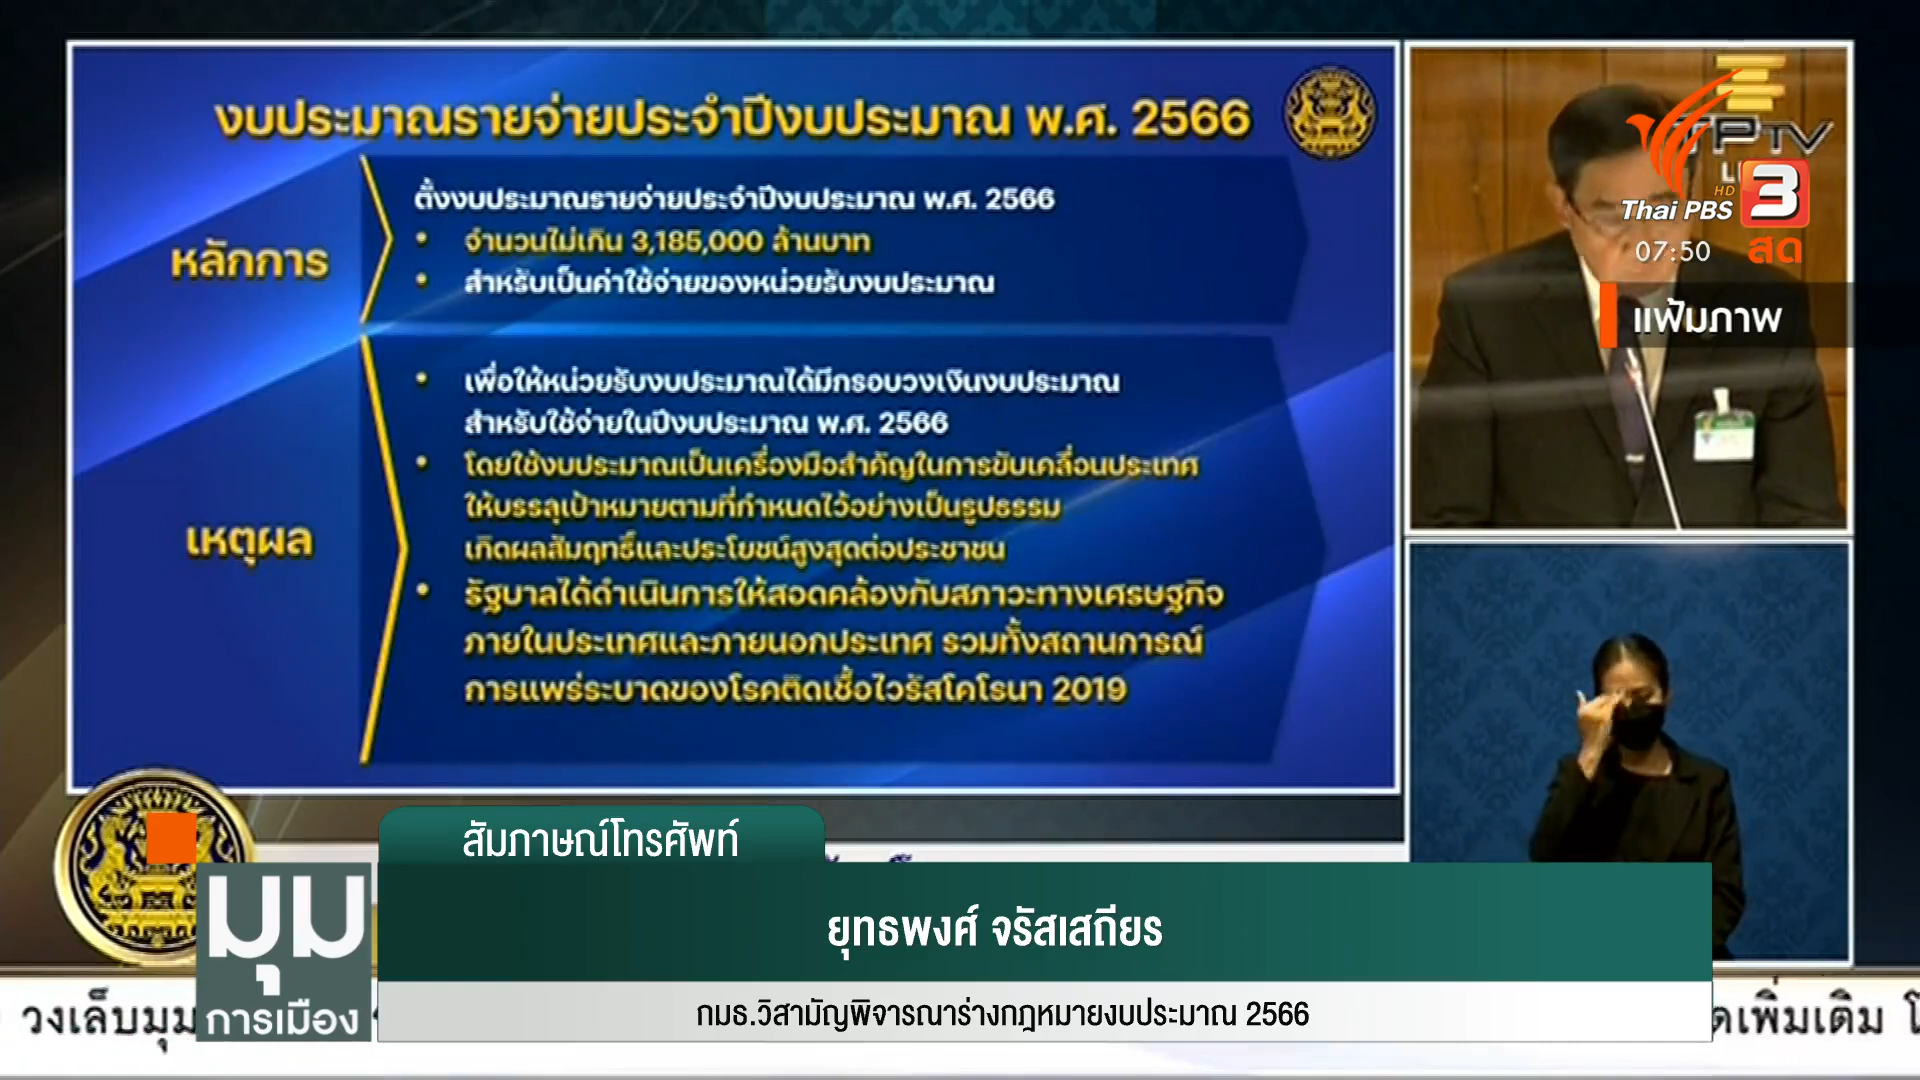 งบประมาณรายจ่ายประจำปีงบประมาณ พ.ศ. 2566
หลักการ
ตั้งงบประมาณรายจ่ายประจำปีงบประมาณ พ.ศ. 2566
• จำนวนไม่เกิน 3,185,000 ล้านบาท
• สำหรับเป็นค่าใช้จ่ายของหน่วยรับงบประมาณ
เหตุผล
• เพื่อให้หน่วยรับงบประมาณได้มีกรอบวงเงินงบประมาณ
สำหรับใช้จ่ายในปีงบประมาณ พ.ศ. 2566
• โดยใช้งบประมาณเป็นเครื่องมือสำคัญในการขับเคลื่อนประเทศ
ให้บรรลุเป้าหมายตามที่กำหนดไว้อย่างเป็นรูปธรรม
เกิดผลสัมฤทธิ์และประโยชน์สูงสุดต่อประชาชน
• รัฐบาลได้ดำเนินการให้สอดคล้องกับสภาวะทางเศรษฐกิจ
ภายในประเทศและภายนอกประเทศ รวมทั้งสถานการณ์
การแพร่ระบาดของโรคติดเชื้อไวรัสโคโรนา 2019
TPTV
HD
Thai PBS 3
07:50 สด
แฟ้มภาพ
สัมภาษณ์โทรศัพท์
ยุทธพงศ์ จรัสเสถียร
กมธ.วิสามัญพิจารณาร่างกฎหมายงบประมาณ 2566
มุม
การเมือง
วงเล็บมุม
ดเพิ่มเติม